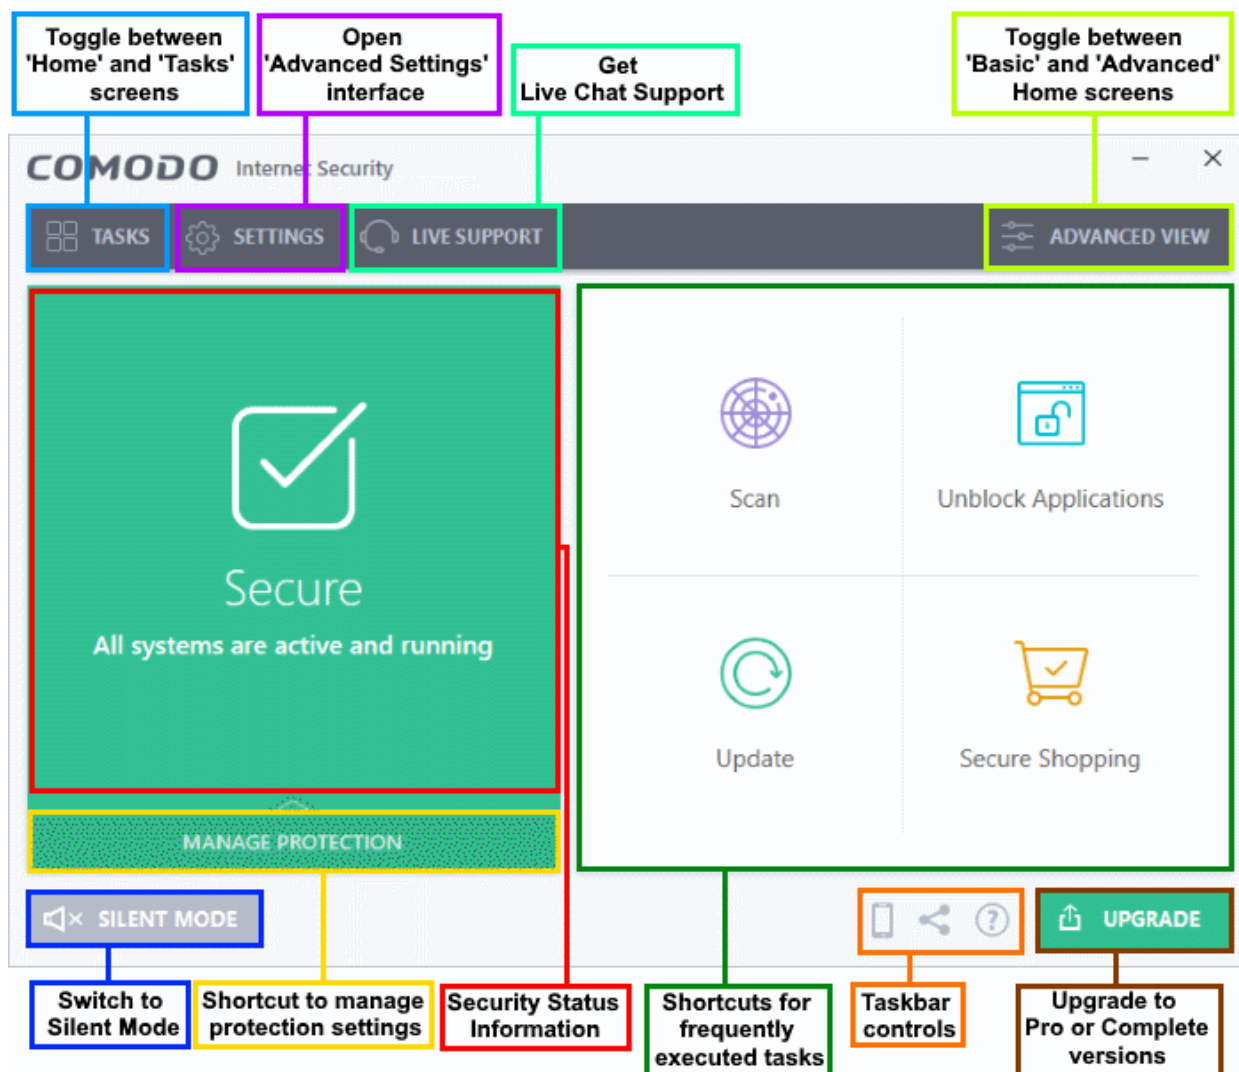 Toggle between
'Home' and 'Tasks'
screens
Open
'Advanced Settings'
interface
Get
Live Chat Support
Toggle between
'Basic' and 'Advanced'
Home screens
COMODO Internet Security
TASKS
SETTINGS
LIVE SUPPORT
ADVANCED VIEW
Secure
All systems are active and running
MANAGE PROTECTION
Scan
Unblock Applications
Update
Secure Shopping
SILENT MODE
UPGRADE
Switch to
Silent Mode
Shortcut to manage
protection settings
Security Status
Information
Shortcuts for
frequently
executed tasks
Taskbar
controls
Upgrade to
Pro or Complete
versions